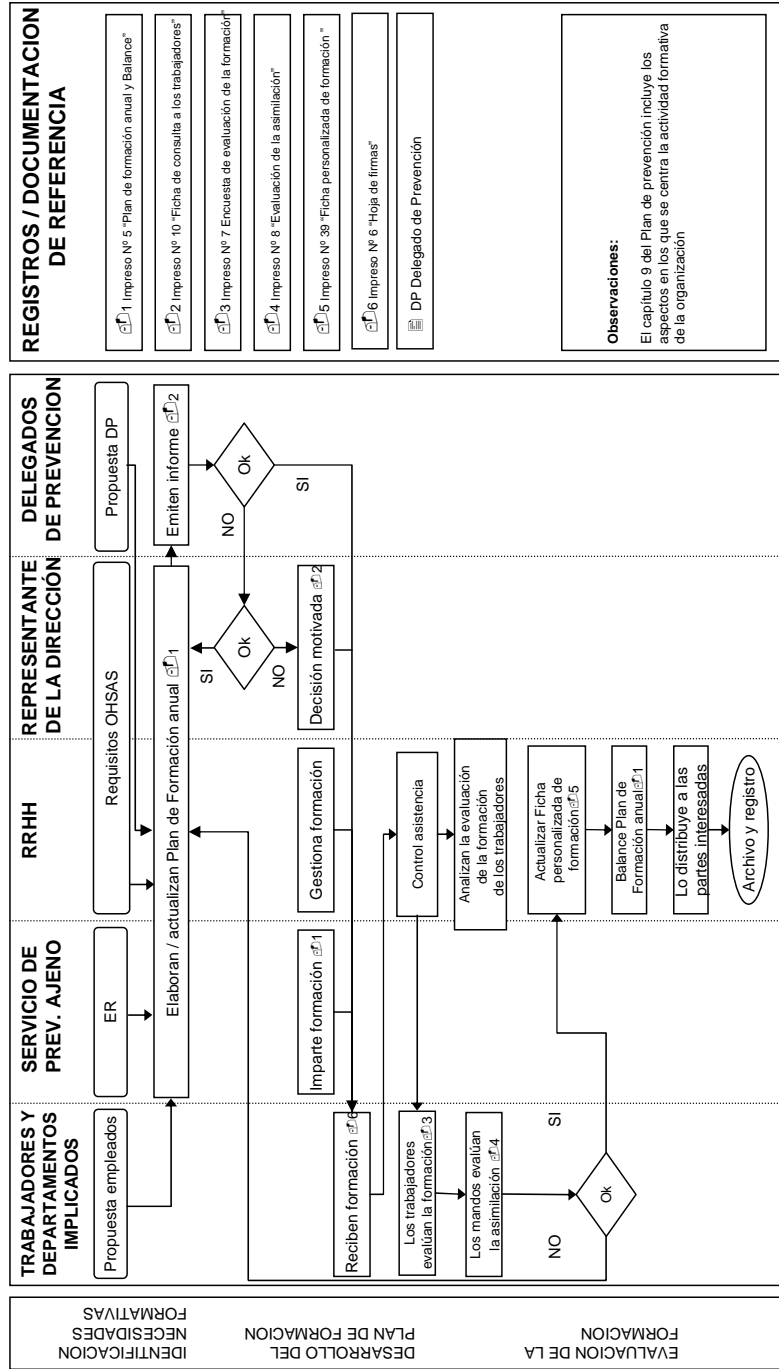 IDENTIFICACION
NECESIDADES
FORMATIVAS
DESARROLLO DEL
PLAN DE FORMACION
EVALUACION DE LA
FORMACION
TRABAJADORES Y
DEPARTAMENTOS
IMPLICADOS
SERVICIO DE
PREV. AJENO
RRHH
REPRESENTANTE
DE LA DIRECCIÓN
DELEGADOS
DE PREVENCION
Propuesta empleados
ER
Requisitos OHSAS
Propuesta DP
Elaboran / actualizan Plan de Formación anual 1
Emiten informe 2
Ok
NO
SI
Ok
SI
NO
Decisión motivada 2
Gestiona formación
Imparte formación 1
Reciben formación 6
Control asistencia
Los trabajadores
evalúan la formación 3
Analizan la evaluación
de la formación
de los trabajadores
Los mandos evalúan
la asimilación 4
Ok
NO
SI
Actualizar Ficha
personalizada de
formación 5
Balance Plan de
Formación anual 1
Lo distribuye a las
partes interesadas
Archivo y registro
REGISTROS / DOCUMENTACION
DE REFERENCIA
1 Impreso Nº 5 "Plan de formación anual y Balance"
2 Impreso Nº 10 "Ficha de consulta a los trabajadores"
3 Impreso Nº 7 Encuesta de evaluación de la formación"
4 Impreso Nº 8 "Evaluación de la asimilación"
5 Impreso Nº 39 "Ficha personalizada de formación "
6 Impreso Nº 6 "Hoja de firmas"
DP Delegado de Prevención
Observaciones:
El capítulo 9 del Plan de prevención incluye los
aspectos en los que se centra la actividad formativa
de la organización